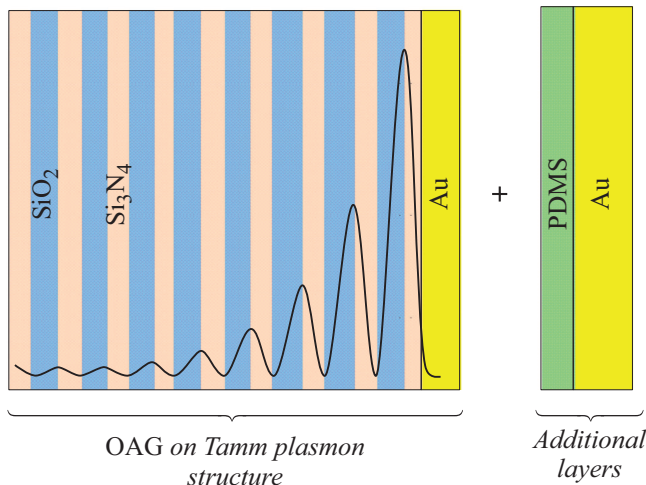 SiO2
Si3N4
Au
+
PDMS
Au
OAG on Tamm plasmon
structure
Additional
layers